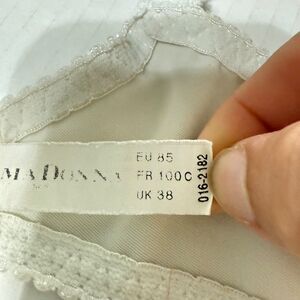 MADONNA
EU 85
FR 100C
UK 38
016-2182